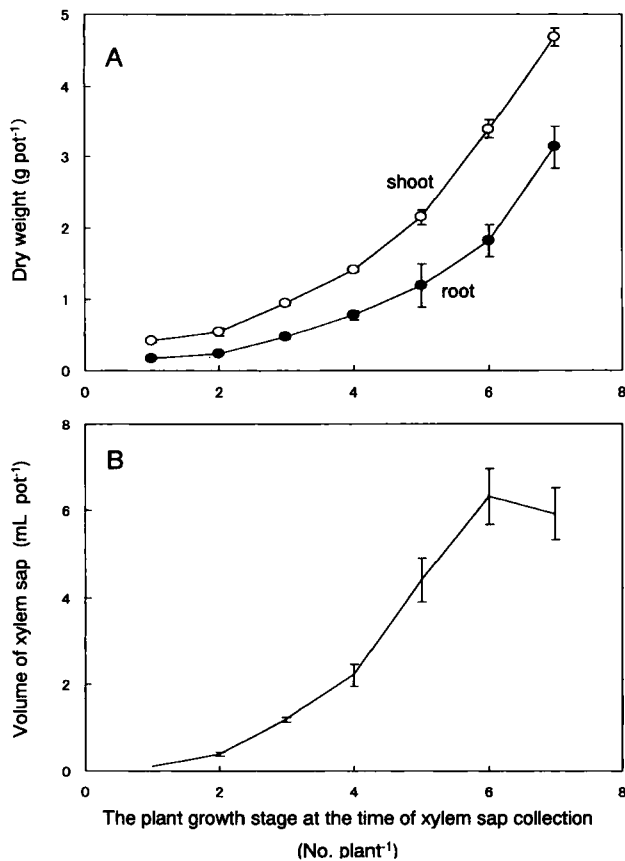 5
A
4
3
shoot
2
1
root
0
0 2 4 6 8
Dry weight (g pot⁻¹)
8
B
6
4
2
0
0 2 4 6 8
Volume of xylem sap (mL pot⁻¹)
The plant growth stage at the time of xylem sap collection
(No. plant⁻¹)